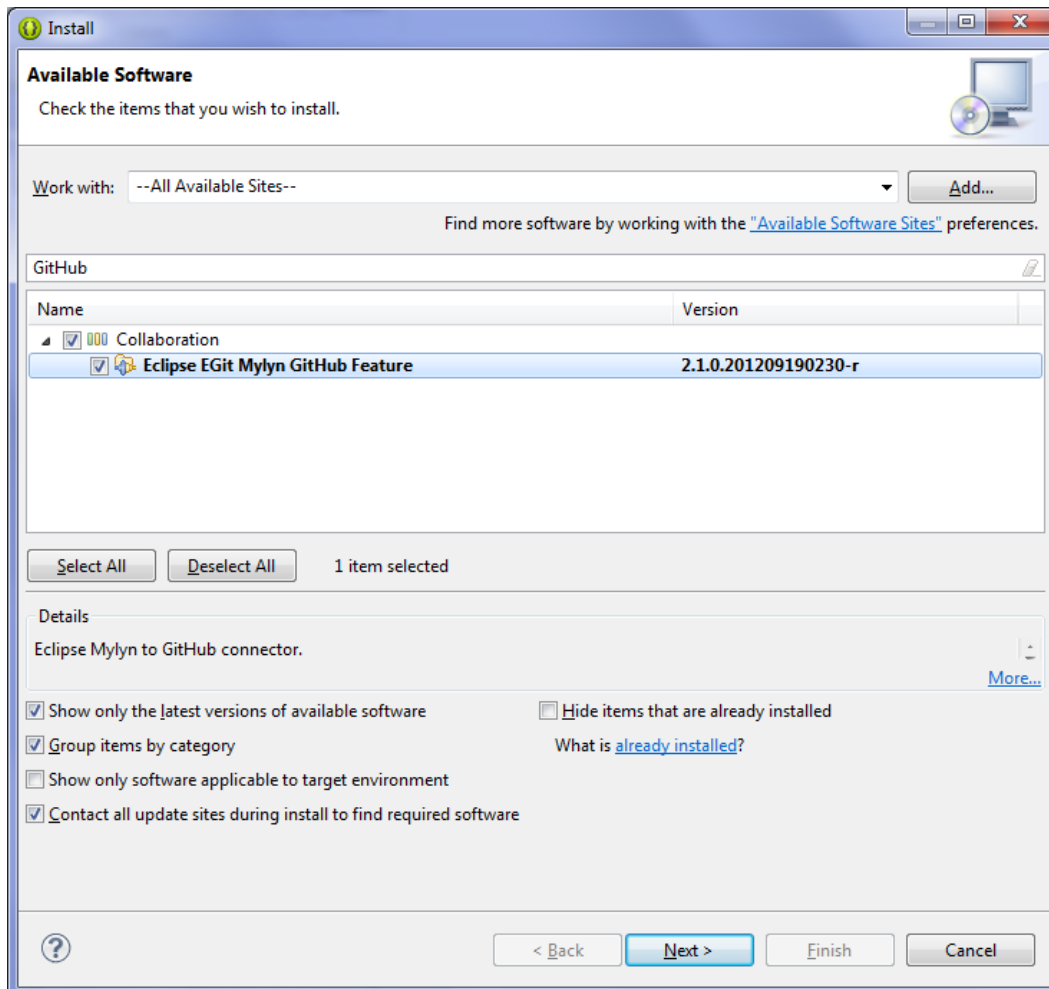 Install
Available Software
Check the items that you wish to install.
Work with: --All Available Sites-- Add...
Find more software by working with the "Available Software Sites" preferences.
GitHub
Name Version
Collaboration
Eclipse EGit Mylyn GitHub Feature 2.1.0.201209190230-r
Select All Deselect All 1 item selected
Details
Eclipse Mylyn to GitHub connector.
More...
Show only the latest versions of available software Hide items that are already installed
Group items by category What is already installed?
Show only software applicable to target environment
Contact all update sites during install to find required software
? < Back Next > Finish Cancel